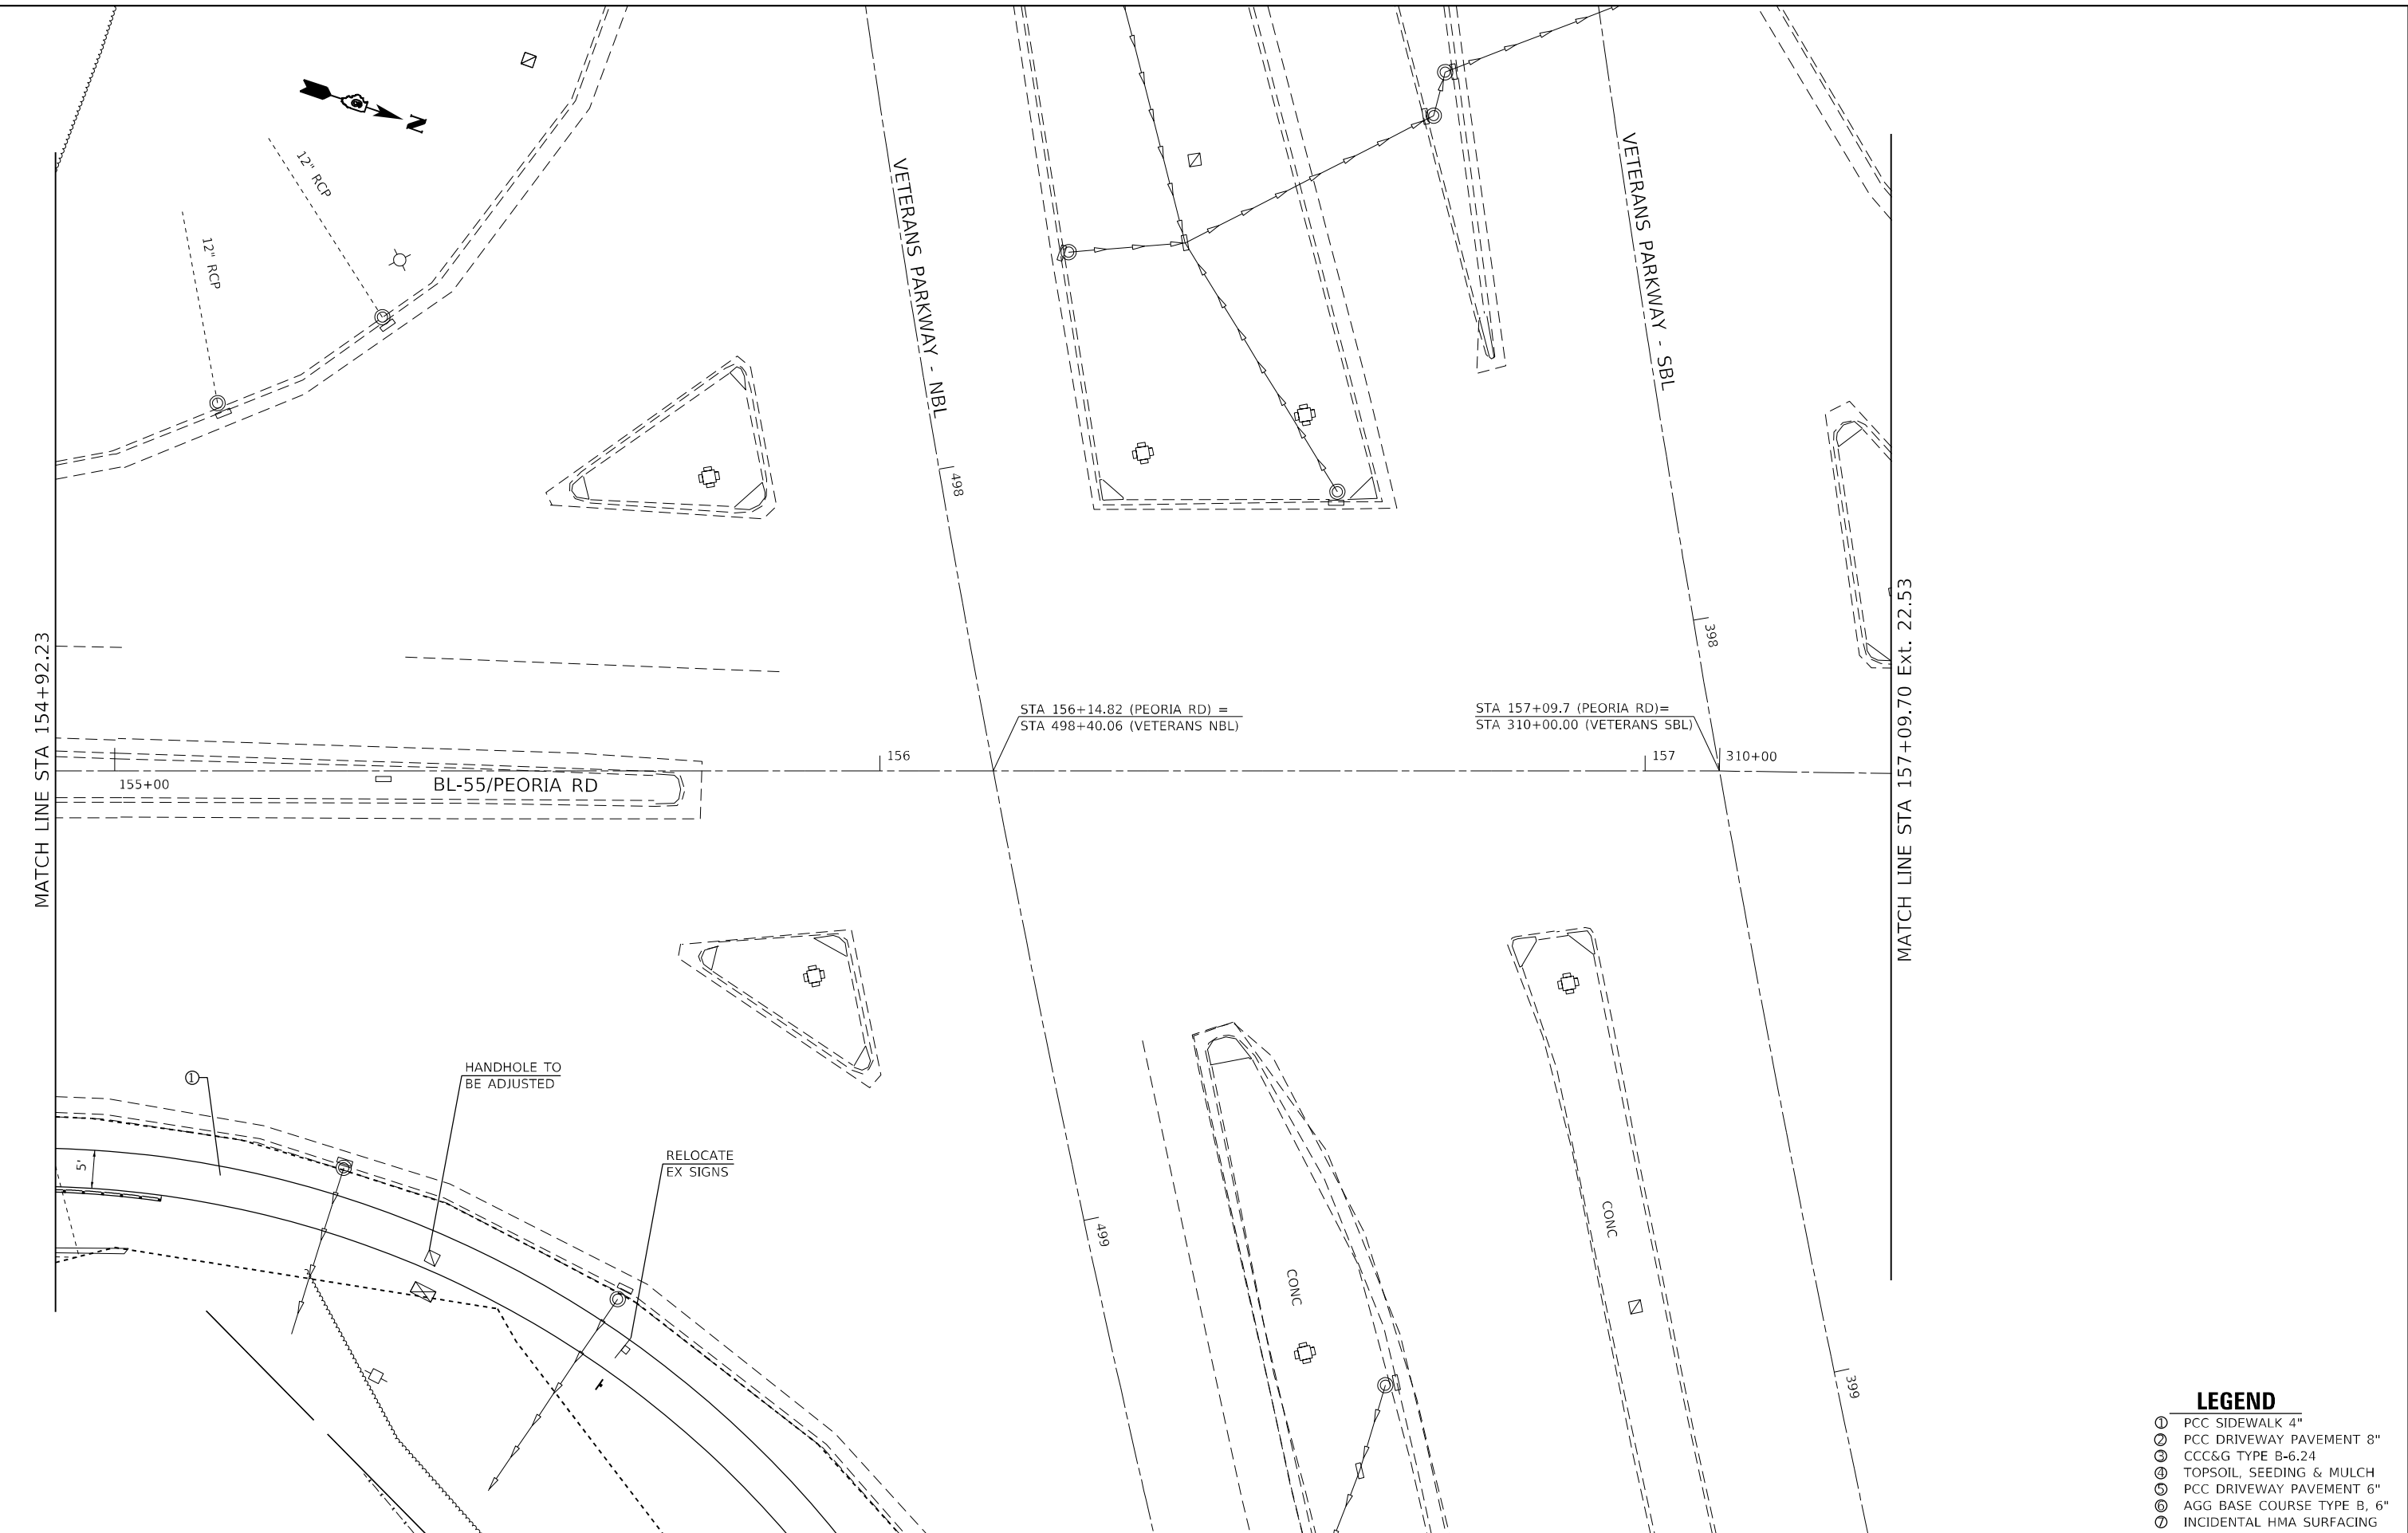 N
12" RCP
12" RCP
VETERANS PARKWAY - NBL
VETERANS PARKWAY - SBL
498
398
MATCH LINE STA 154+92.23
MATCH LINE STA 157+09.70 Ext. 22.53
STA 156+14.82 (PEORIA RD) =
STA 498+40.06 (VETERANS NBL)
STA 157+09.7 (PEORIA RD)=
STA 310+00.00 (VETERANS SBL)
155+00
BL-55/PEORIA RD
156
157
310+00
1
HANDHOLE TO
BE ADJUSTED
5'
RELOCATE
EX SIGNS
499
CONC
CONC
399
LEGEND
1 PCC SIDEWALK 4"
2 PCC DRIVEWAY PAVEMENT 8"
3 CCC&G TYPE B-6.24
4 TOPSOIL, SEEDING & MULCH
5 PCC DRIVEWAY PAVEMENT 6"
6 AGG BASE COURSE TYPE B, 6"
7 INCIDENTAL HMA SURFACING